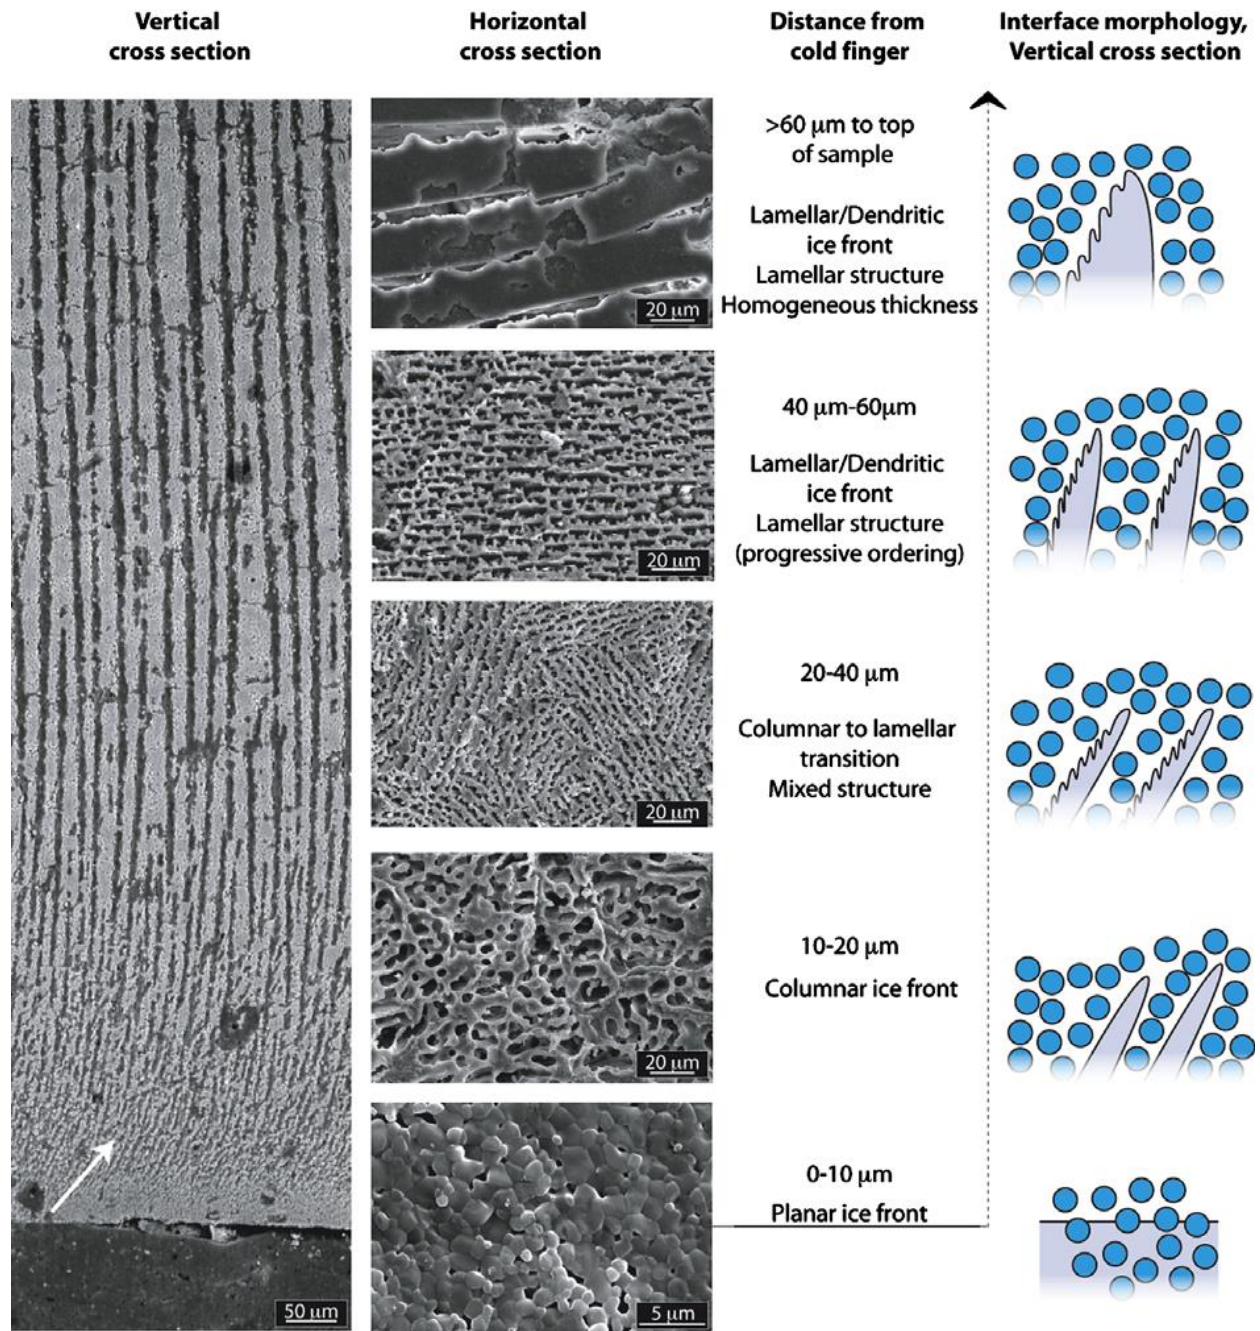 Vertical
cross section
Horizontal
cross section
Distance from
cold finger
Interface morphology,
Vertical cross section
>60 μm to top
of sample
Lamellar/Dendritic
ice front
Lamellar structure
Homogeneous thickness
20 μm
40 μm-60μm
Lamellar/Dendritic
ice front
Lamellar structure
(progressive ordering)
20 μm
20-40 μm
Columnar to lamellar
transition
Mixed structure
20 μm
10-20 μm
Columnar ice front
20 μm
0-10 μm
Planar ice front
50 μm
5 μm